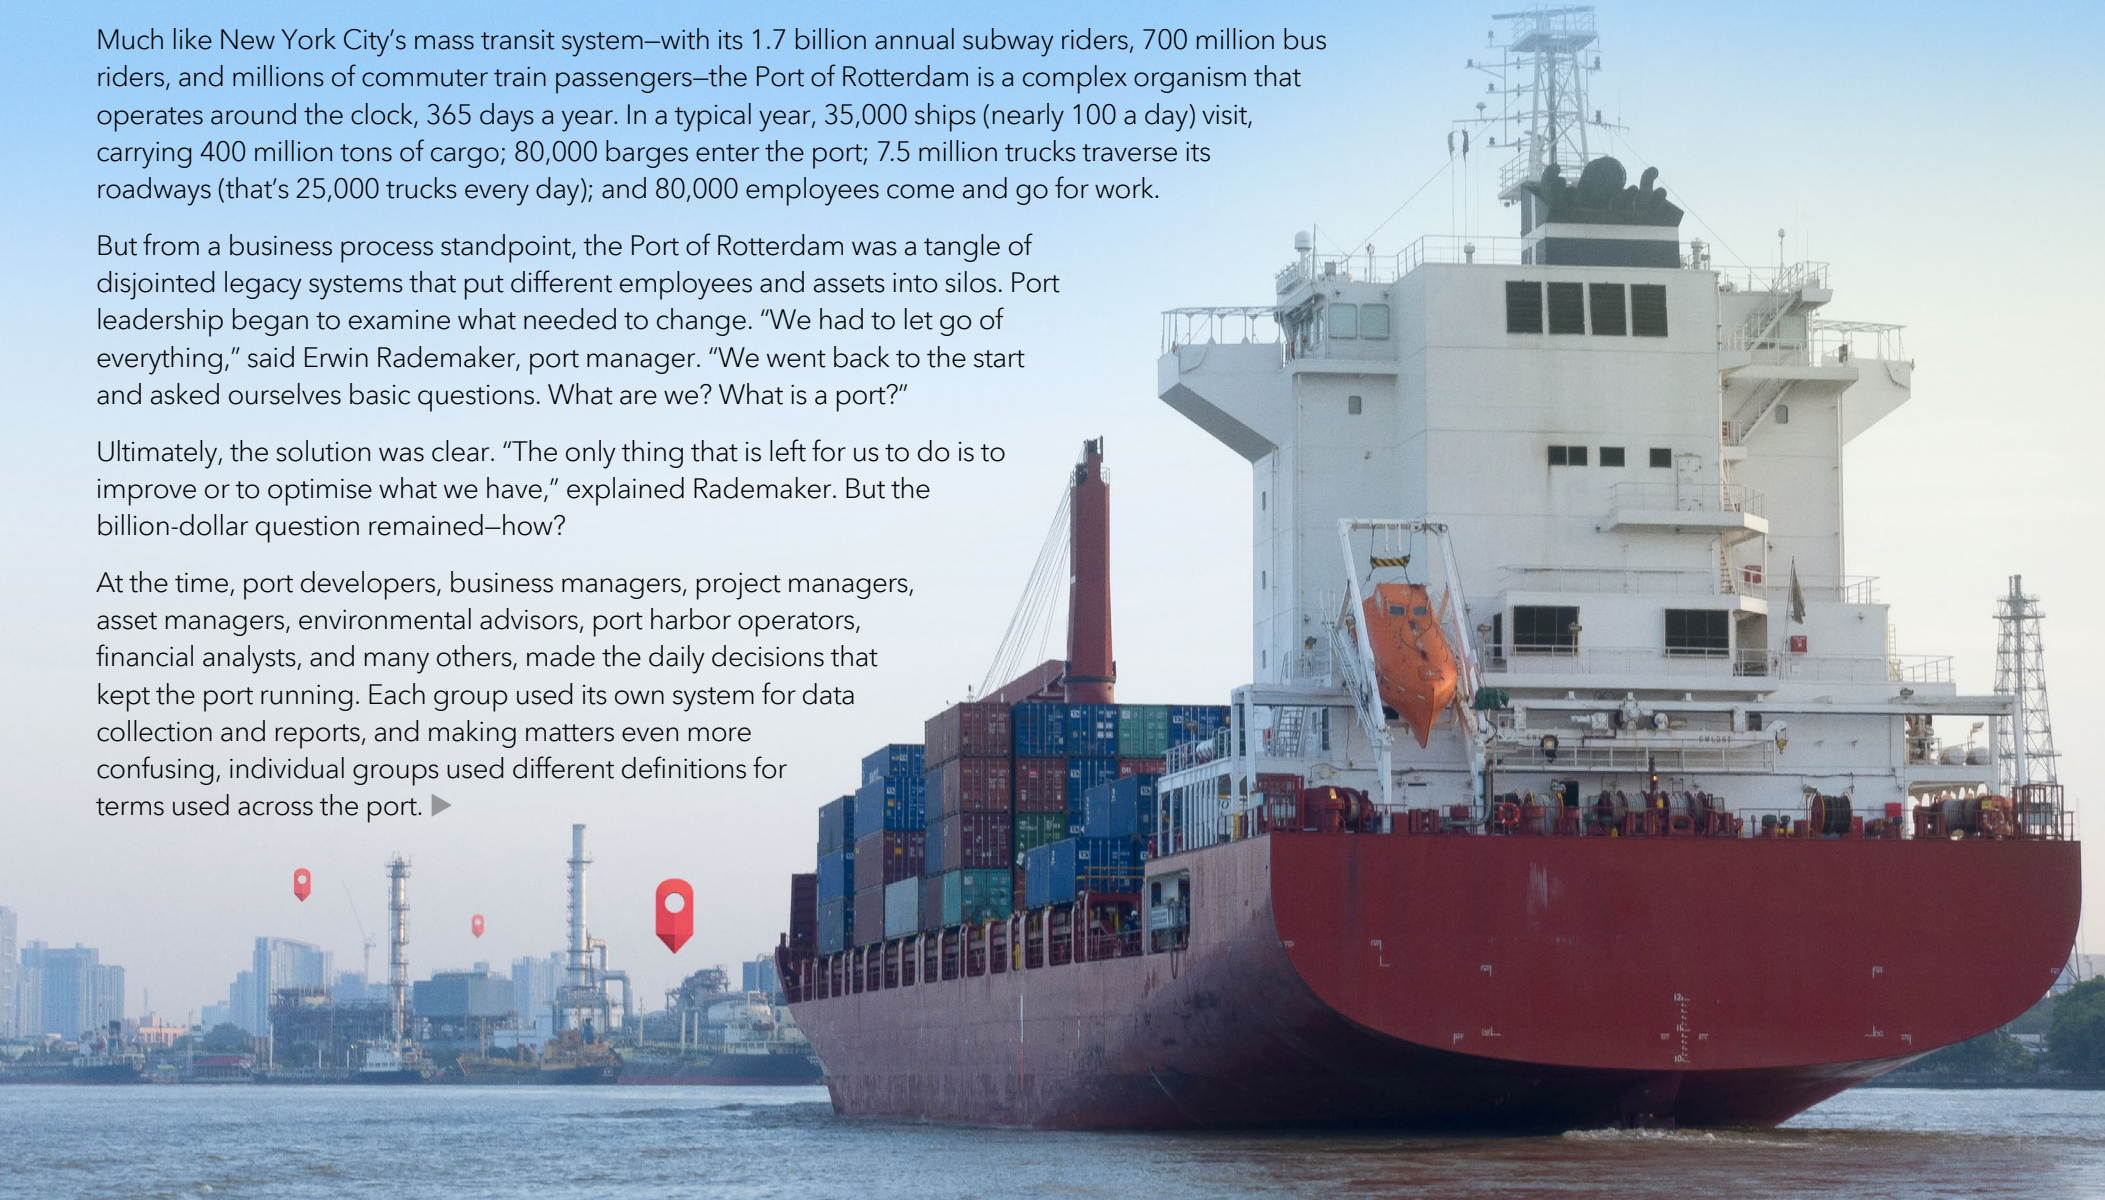 Much like New York City’s mass transit system—with its 1.7 billion annual subway riders, 700 million bus
riders, and millions of commuter train passengers—the Port of Rotterdam is a complex organism that
operates around the clock, 365 days a year. In a typical year, 35,000 ships (nearly 100 a day) visit,
carrying 400 million tons of cargo; 80,000 barges enter the port; 7.5 million trucks traverse its
roadways (that’s 25,000 trucks every day); and 80,000 employees come and go for work.
But from a business process standpoint, the Port of Rotterdam was a tangle of
disjointed legacy systems that put different employees and assets into silos. Port
leadership began to examine what needed to change. “We had to let go of
everything,” said Erwin Rademaker, port manager. “We went back to the start
and asked ourselves basic questions. What are we? What is a port?”
Ultimately, the solution was clear. “The only thing that is left for us to do is to
improve or to optimise what we have,” explained Rademaker. But the
billion-dollar question remained—how?
At the time, port developers, business managers, project managers,
asset managers, environmental advisors, port harbor operators,
financial analysts, and many others, made the daily decisions that
kept the port running. Each group used its own system for data
collection and reports, and making matters even more
confusing, individual groups used different definitions for
terms used across the port.